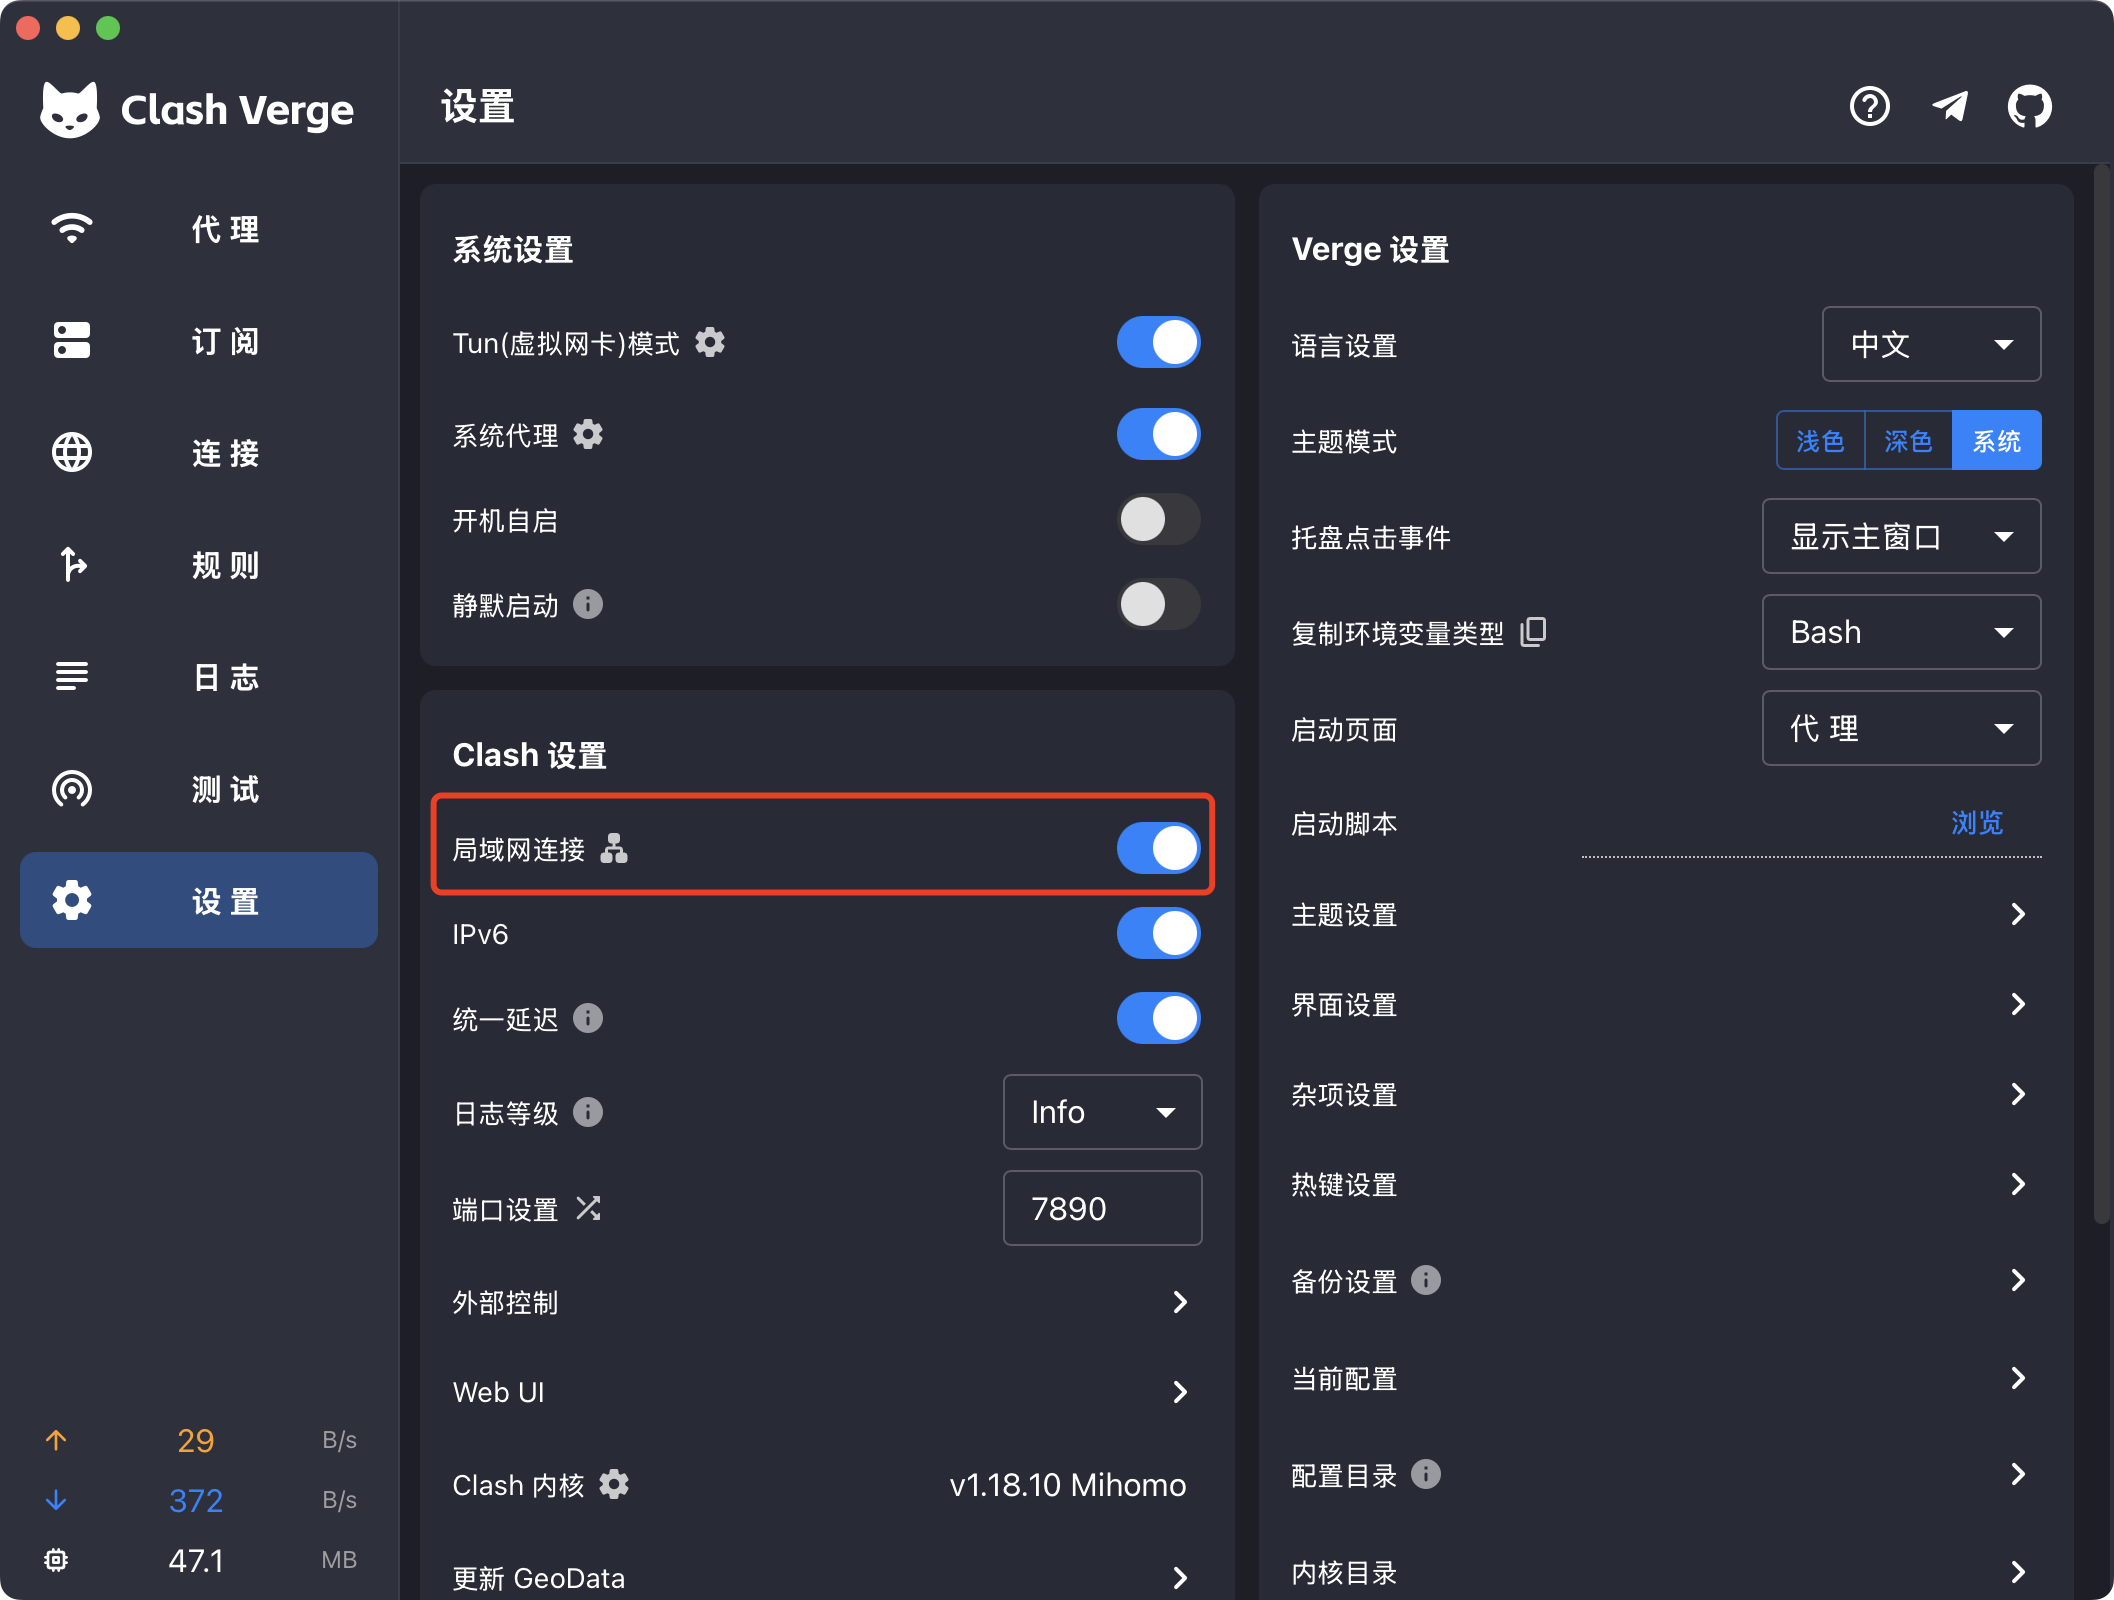 Clash Verge
代 理
订 阅
连 接
规 则
日 志
测 试
设 置
29 B/s
372 B/s
47.1 MB
设置
系统设置
Tun(虚拟网卡)模式
系统代理
开机自启
静默启动
Clash 设置
局域网连接
IPv6
统一延迟
日志等级 Info
端口设置 7890
外部控制
Web UI
Clash 内核 v1.18.10 Mihomo
更新 GeoData
Verge 设置
语言设置 中文
主题模式 浅色 深色 系统
托盘点击事件 显示主窗口
复制环境变量类型 Bash
启动页面 代 理
启动脚本 浏览
主题设置
界面设置
杂项设置
热键设置
备份设置
当前配置
配置目录
内核目录